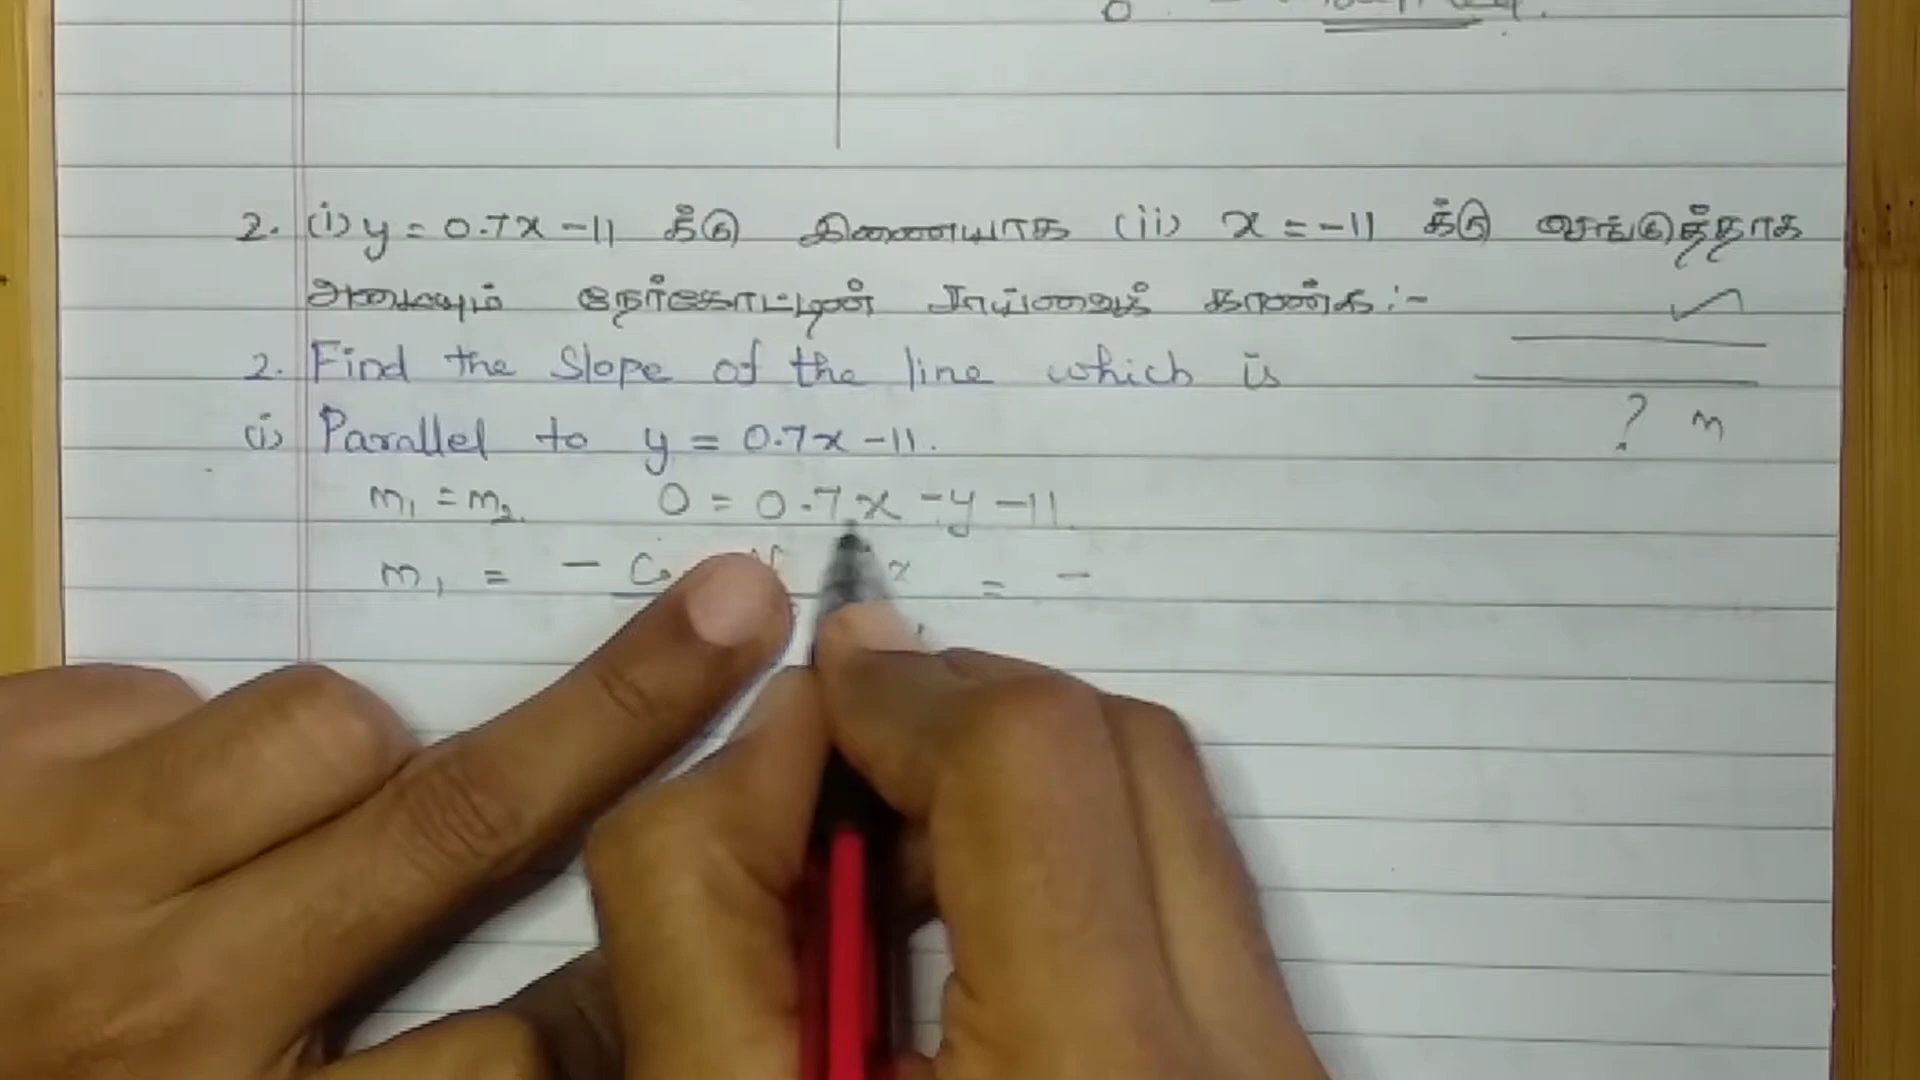 2. (i) y = 0.7x - 11 க்கு இணையாக (ii) x = -11 க்கு செங்குத்தாக
அமையும் நேர்கோட்டின் சாய்வைக் காண்க :-
2. Find the slope of the line which is
(i) Parallel to y = 0.7x - 11.
? m
m₁ = m₂ 0 = 0.7x - y - 11
m₁ = - x = -